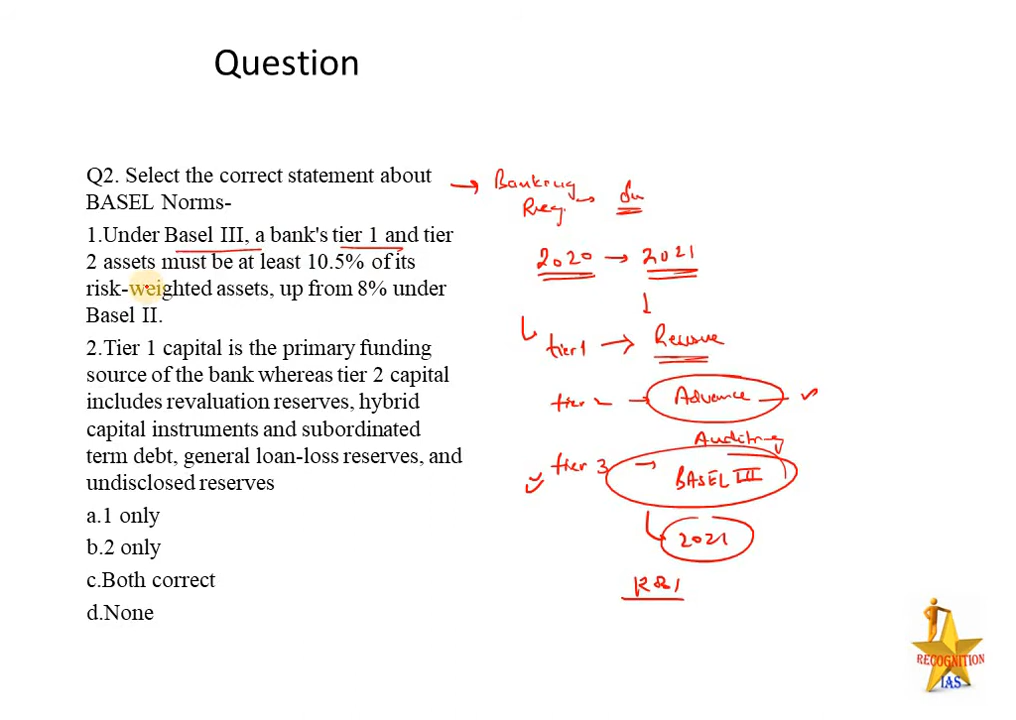 Question
Q2. Select the correct statement about
BASEL Norms-
1.Under Basel III, a bank's tier 1 and tier
2 assets must be at least 10.5% of its
risk-weighted assets, up from 8% under
Basel II.
2.Tier 1 capital is the primary funding
source of the bank whereas tier 2 capital
includes revaluation reserves, hybrid
capital instruments and subordinated
term debt, general loan-loss reserves, and
undisclosed reserves
a.1 only
b.2 only
c.Both correct
d.None
Reg.
2020 → 2021
tier 1 →
Advance
tier 3 → BASEL III
2021
RECOGNITION
IAS